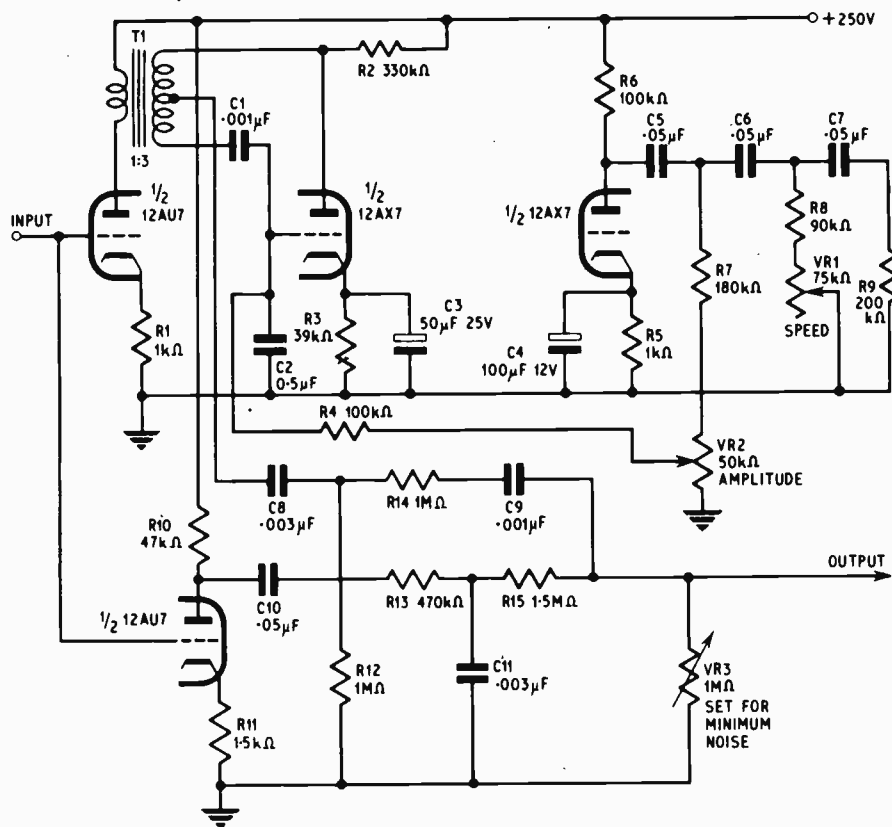 +250V
T1
1:3
R2 330kΩ
C1
·001μF
R6
100kΩ
C5
·05μF
C6
·05μF
C7
·05μF
INPUT
1/2
12AU7
1/2
12AX7
1/2 12AX7
R8
90kΩ
R7
180kΩ
VR1
75kΩ
SPEED
R9
200
kΩ
R1
1kΩ
C2
0·5μF
R3
39kΩ
C3
50μF 25V
C4
100μF 12V
R5
1kΩ
R4 100kΩ
VR2
50kΩ
AMPLITUDE
C8
·003μF
R14 1MΩ
C9
·001μF
R10
47kΩ
OUTPUT
C10
·05μF
R13 470kΩ
R15 1·5MΩ
1/2 12AU7
R12
1MΩ
C11
·003μF
VR3
1MΩ
SET FOR
MINIMUM
NOISE
R11
1·5kΩ